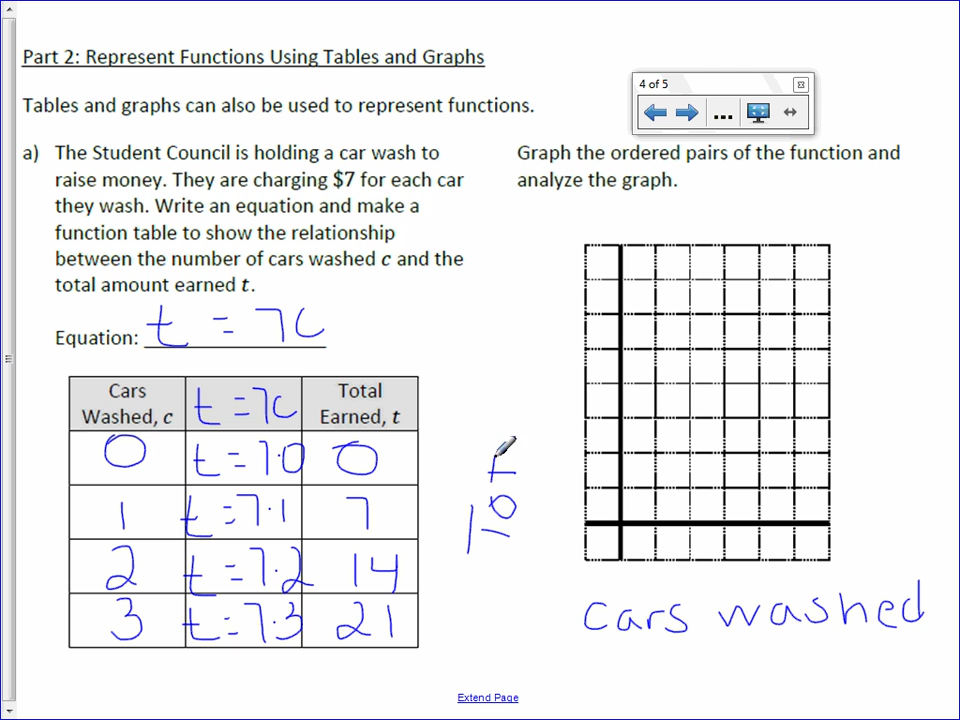 Part 2: Represent Functions Using Tables and Graphs
4 of 5
Tables and graphs can also be used to represent functions.
a) The Student Council is holding a car wash to
raise money. They are charging $7 for each car
they wash. Write an equation and make a
function table to show the relationship
between the number of cars washed c and the
total amount earned t.
Equation: t = 7c
Cars Washed, c t = 7c Total Earned, t
0 t = 7·0 0
1 t = 7·1 7
2 t = 7·2 14
3 t = 7·3 21
Graph the ordered pairs of the function and
analyze the graph.
Tot
cars washed
Extend Page